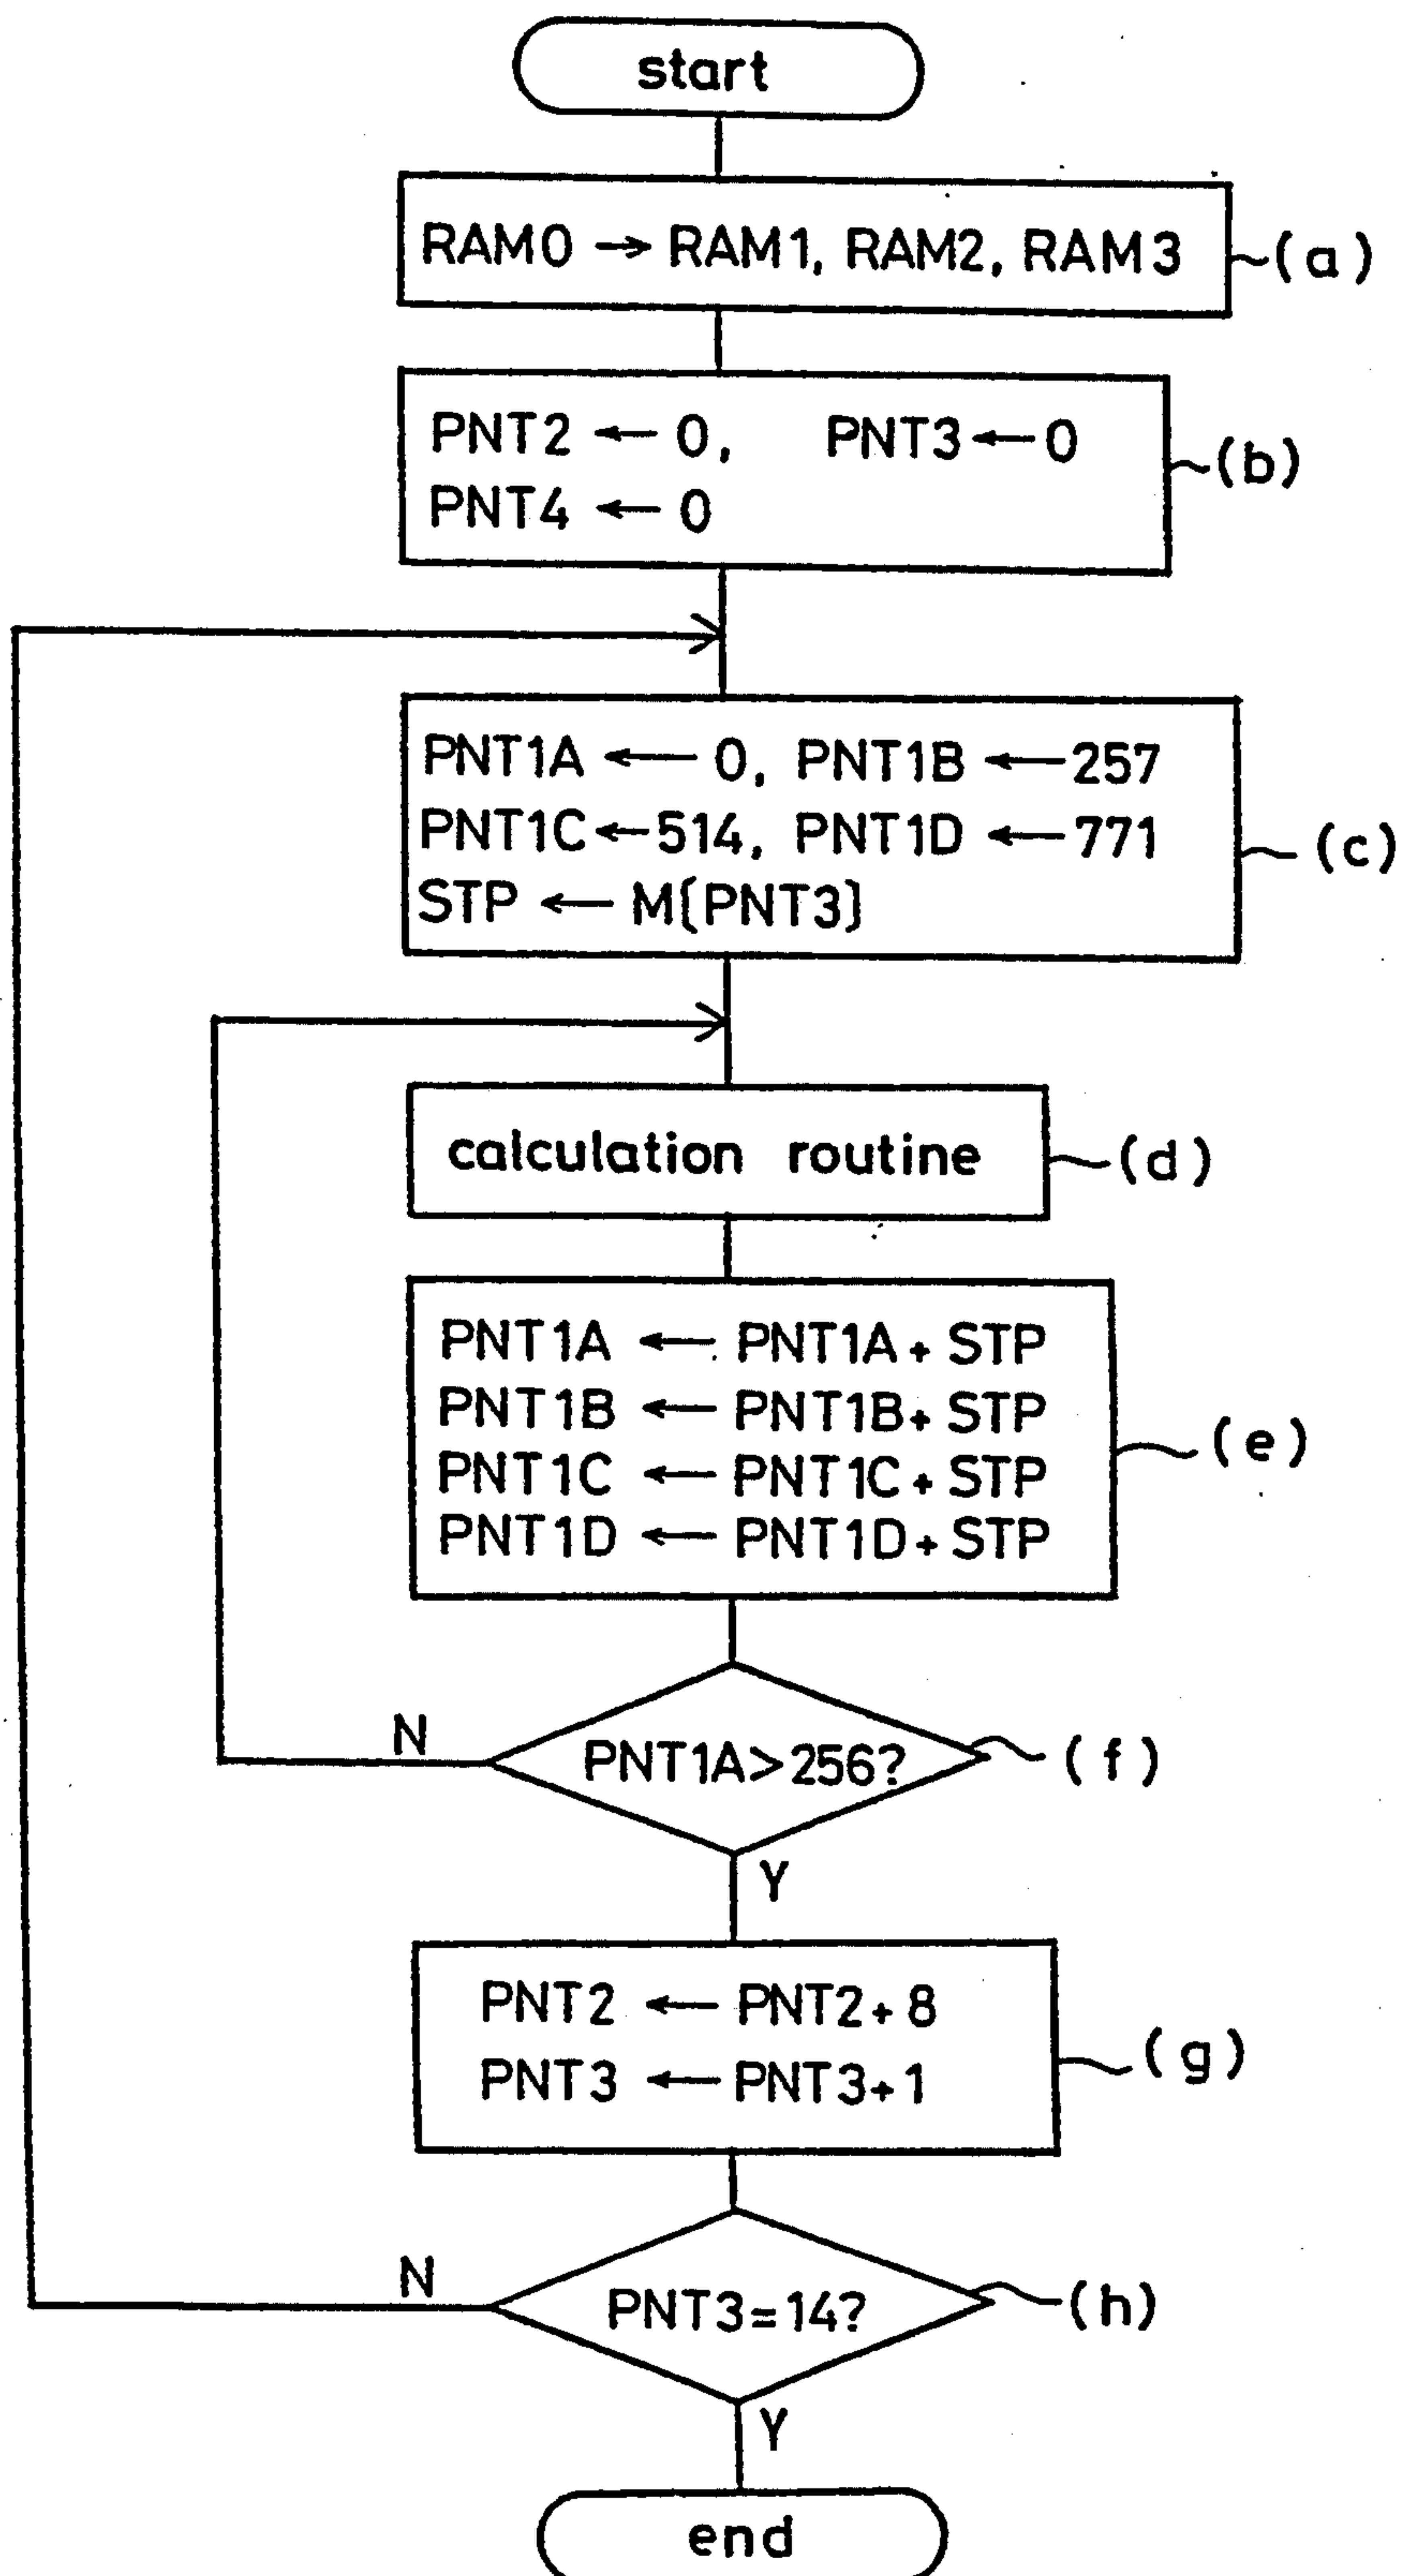 start
RAM0 → RAM1, RAM2, RAM3
(a)
PNT2 ← 0, PNT3 ← 0
PNT4 ← 0
(b)
PNT1A ← 0, PNT1B ← 257
PNT1C ← 514, PNT1D ← 771
STP ← M[PNT3]
(c)
calculation routine
(d)
PNT1A ← PNT1A + STP
PNT1B ← PNT1B + STP
PNT1C ← PNT1C + STP
PNT1D ← PNT1D + STP
(e)
N
PNT1A > 256?
(f)
Y
PNT2 ← PNT2 + 8
PNT3 ← PNT3 + 1
(g)
N
PNT3 = 14?
(h)
Y
end